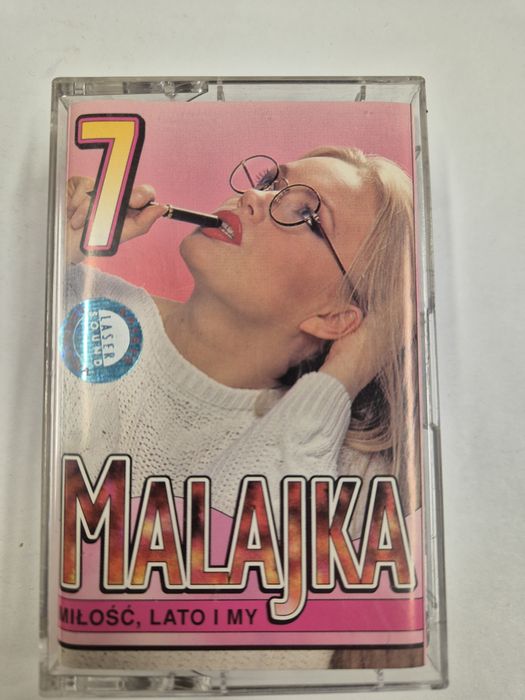 7
LASER
SOUND
MALAJKA
MIŁOŚĆ, LATO I MY